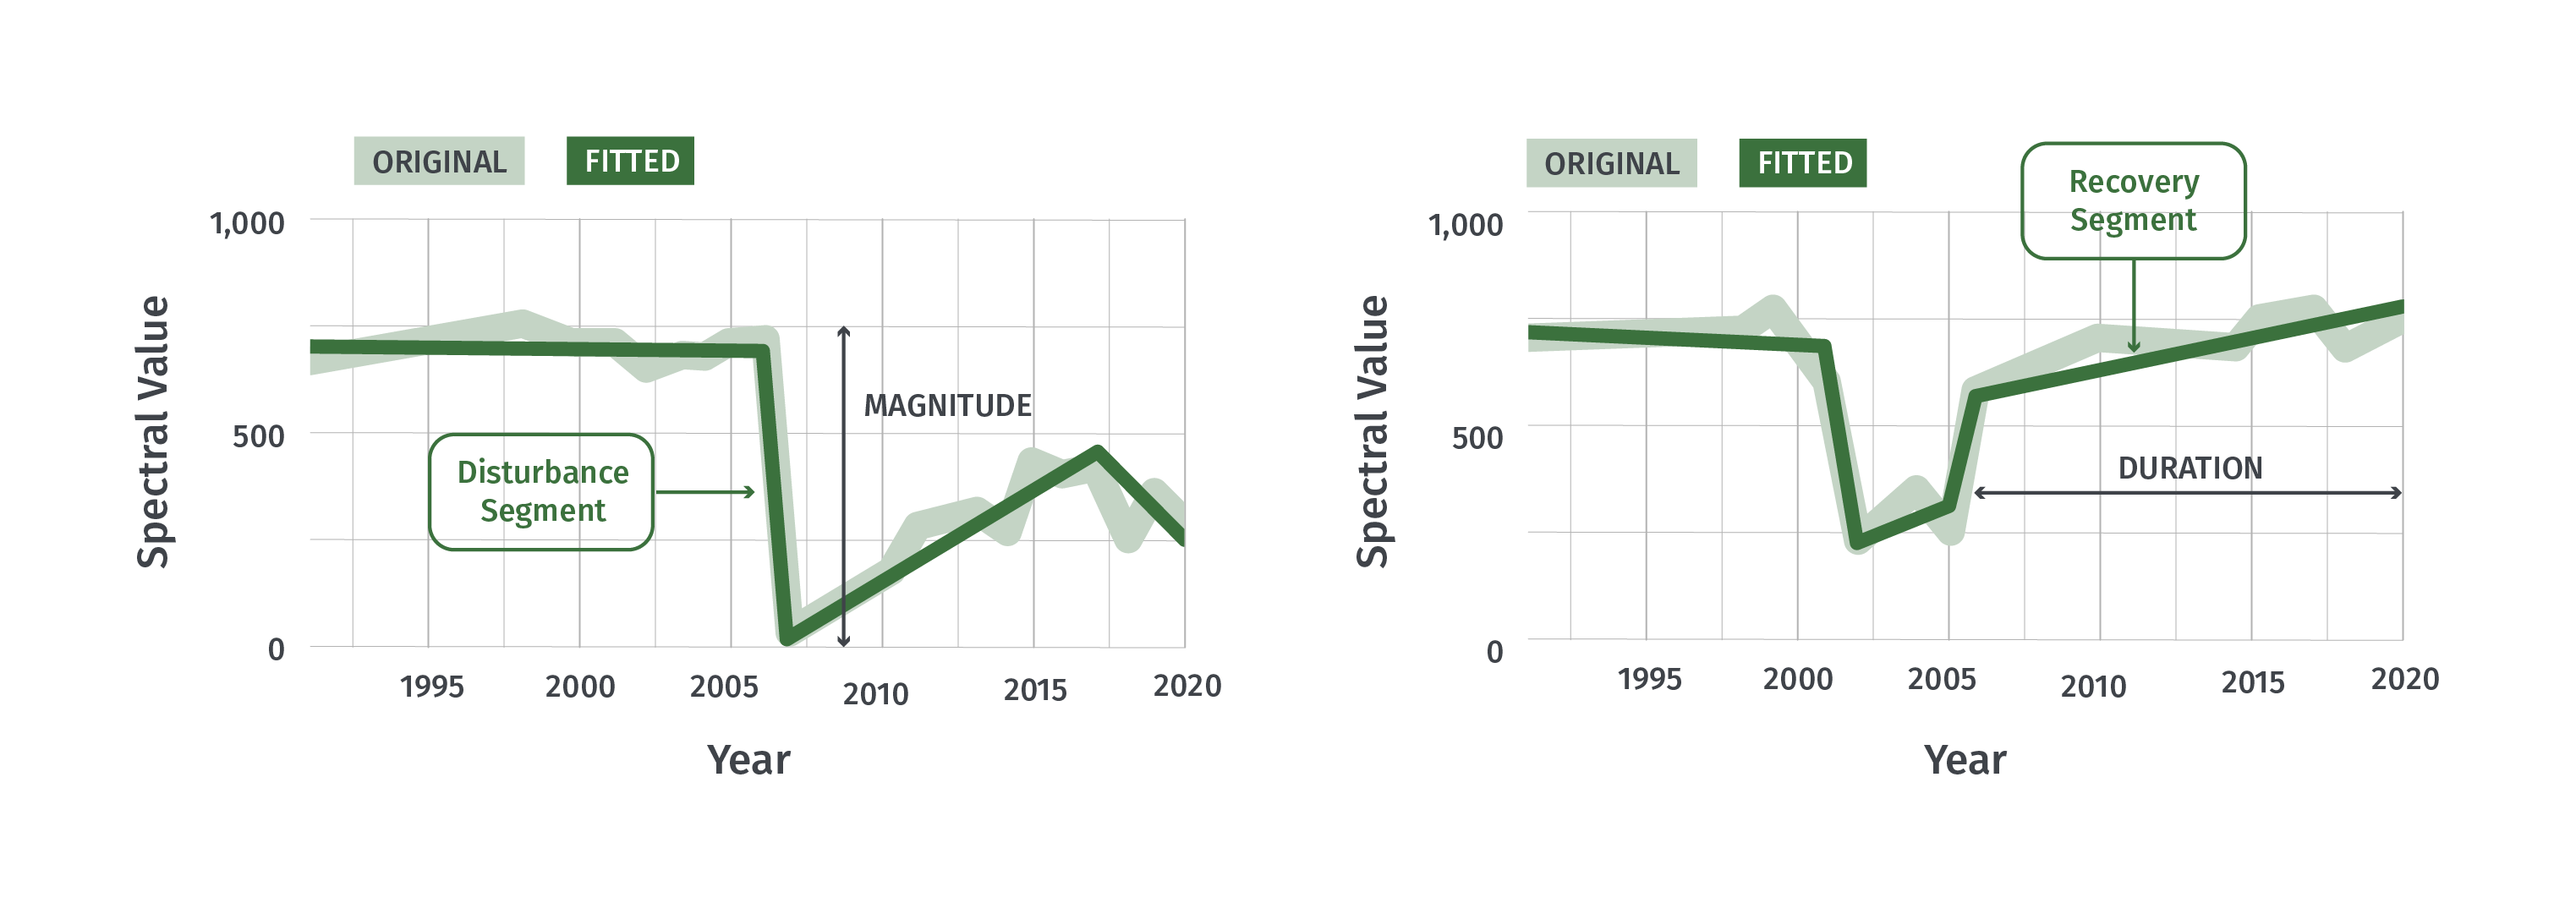 ORIGINAL
FITTED
1,000
500
0
Spectral Value
Disturbance
Segment
MAGNITUDE
1995
2000
2005
2010
2015
2020
Year
ORIGINAL
FITTED
Recovery
Segment
1,000
500
0
Spectral Value
DURATION
1995
2000
2005
2010
2015
2020
Year